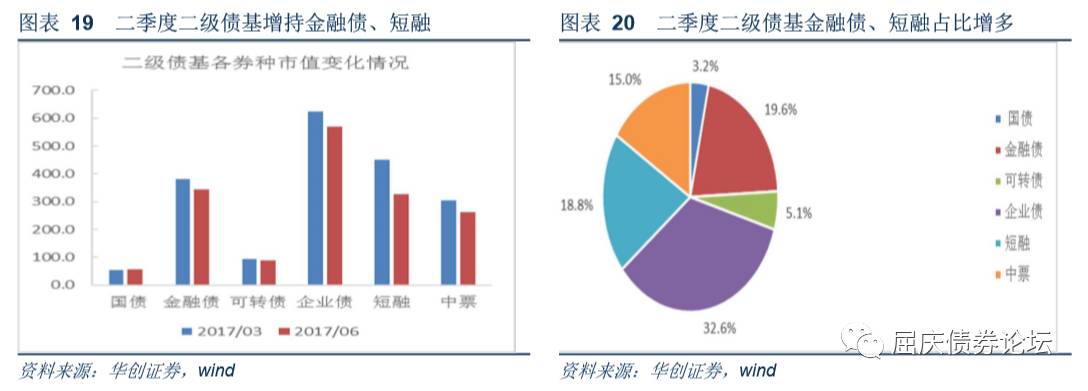 图表 19 二季度二级债基增持金融债、短融
二级债基各券种市值变化情况
700.0
600.0
500.0
400.0
300.0
200.0
100.0
0.0
国债 金融债 可转债 企业债 短融 中票
2017/03 2017/06
资料来源：华创证券，wind
图表 20 二季度二级债基金融债、短融占比增多
3.2%
15.0%
19.6%
18.8%
5.1%
32.6%
国债
金融债
可转债
企业债
短融
中票
屈庆债券论坛
资料来源：华创证券，wind